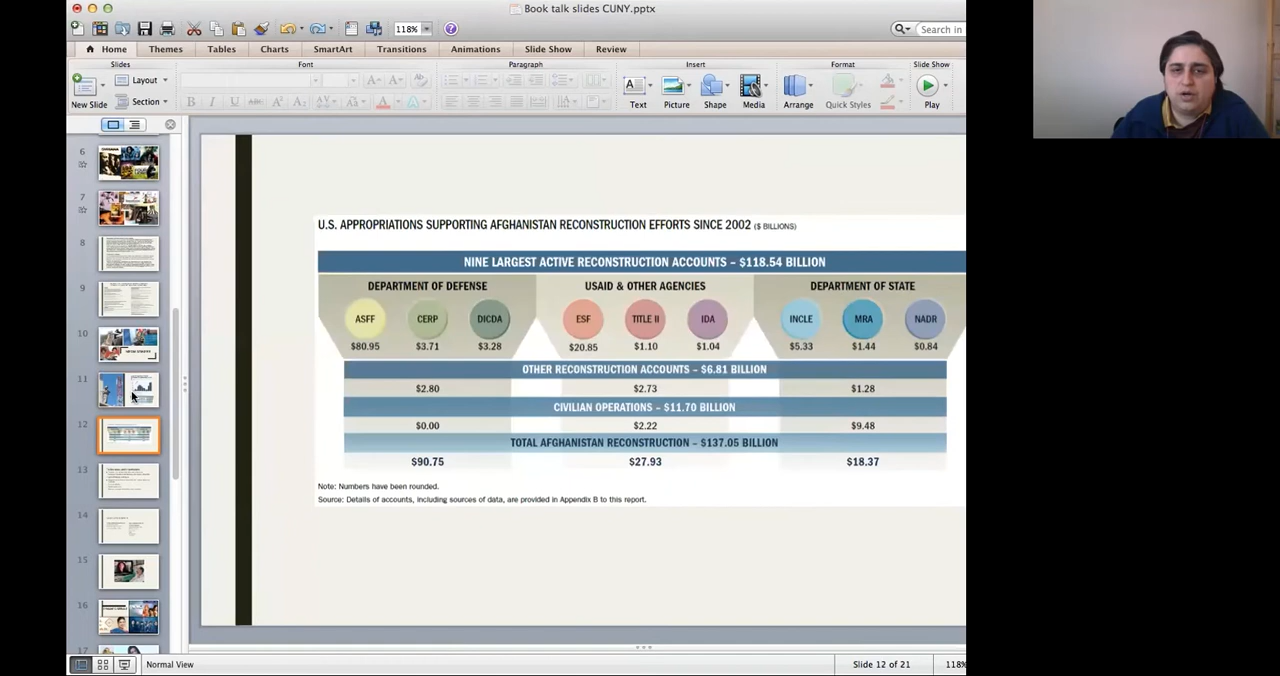 Book talk slides CUNY.pptx
118%
Search in
Home
Themes
Tables
Charts
SmartArt
Transitions
Animations
Slide Show
Review
Slides
Font
Paragraph
Insert
Format
Slide Show
New Slide
Layout
Section
Text
Picture
Shape
Media
Arrange
Quick Styles
Play
6
7
8
9
10
11
12
13
14
15
16
17
U.S. APPROPRIATIONS SUPPORTING AFGHANISTAN RECONSTRUCTION EFFORTS SINCE 2002 ($ BILLIONS)
NINE LARGEST ACTIVE RECONSTRUCTION ACCOUNTS – $118.54 BILLION
DEPARTMENT OF DEFENSE USAID & OTHER AGENCIES DEPARTMENT OF STATE
ASFF CERP DICDA ESF TITLE II IDA INCLE MRA NADR
$80.95 $3.71 $3.28 $20.85 $1.10 $1.04 $5.33 $1.44 $0.84
OTHER RECONSTRUCTION ACCOUNTS – $6.81 BILLION
$2.80 $2.73 $1.28
CIVILIAN OPERATIONS – $11.70 BILLION
$0.00 $2.22 $9.48
TOTAL AFGHANISTAN RECONSTRUCTION – $137.05 BILLION
$90.75 $27.93 $18.37
Note: Numbers have been rounded.
Source: Details of accounts, including sources of data, are provided in Appendix B to this report.
Normal View
Slide 12 of 21
118%